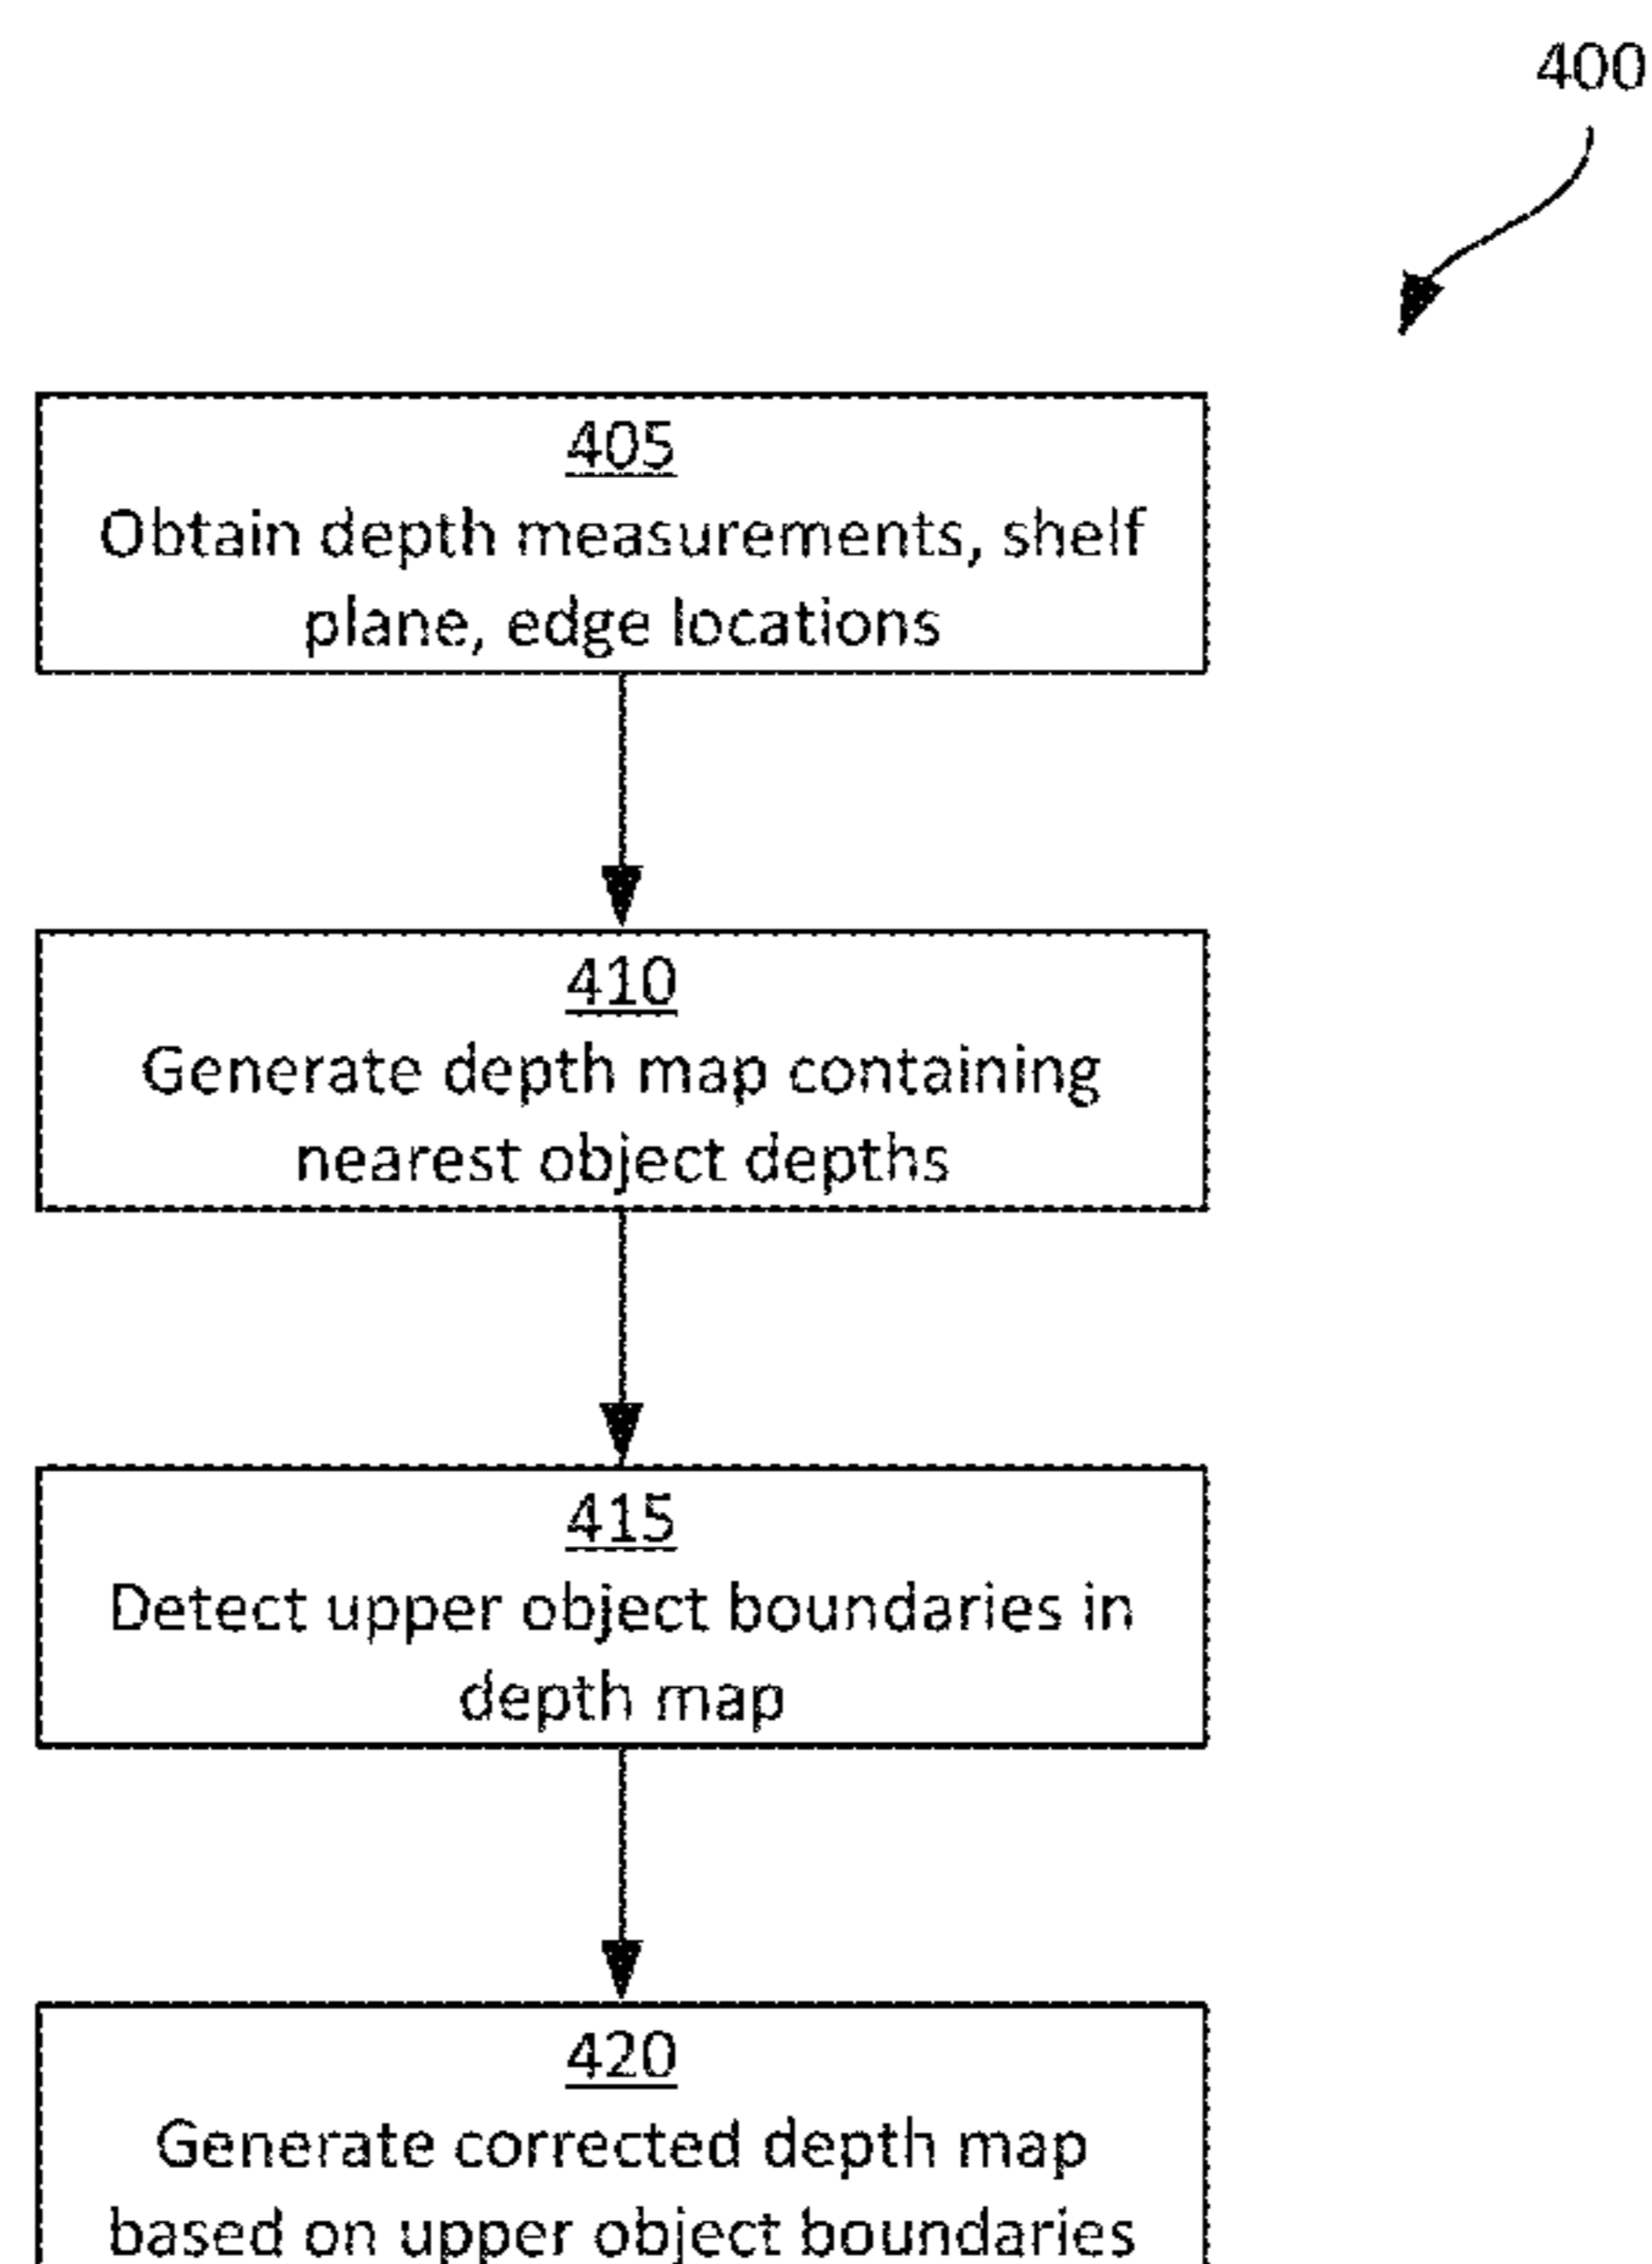 400
405
Obtain depth measurements, shelf
plane, edge locations
410
Generate depth map containing
nearest object depths
415
Detect upper object boundaries in
depth map
420
Generate corrected depth map
based on upper object boundaries